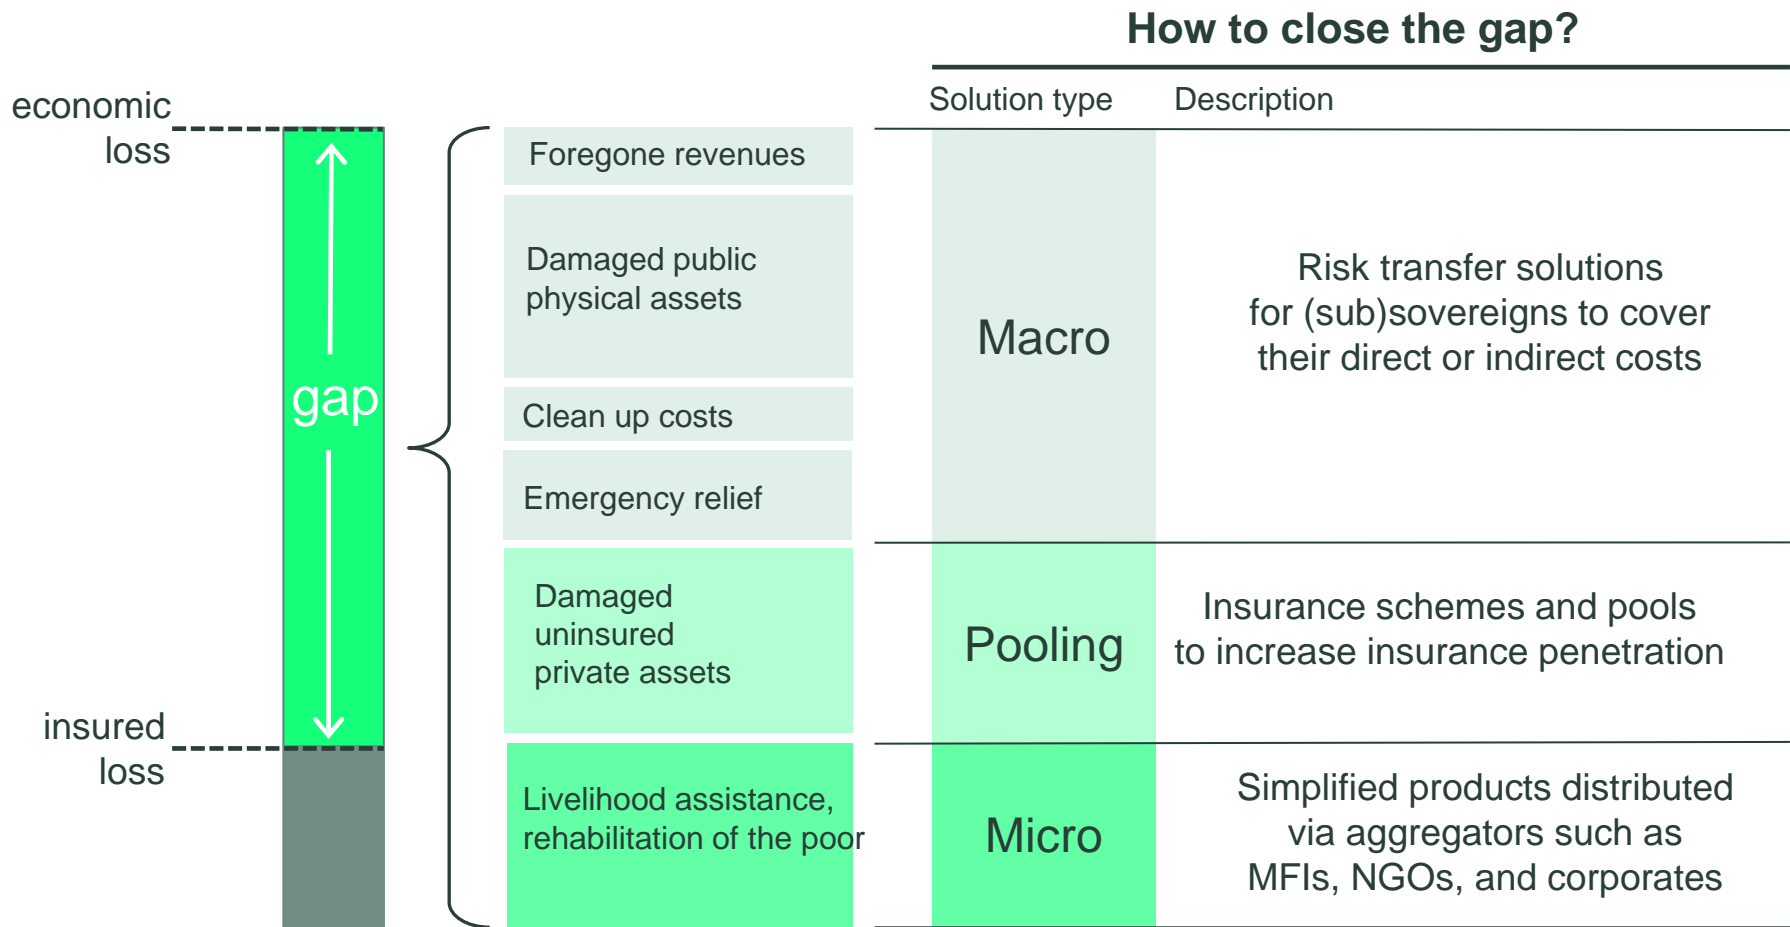 How to close the gap?
Solution type
Description
economic
loss
gap
insured
loss
Foregone revenues
Damaged public
physical assets
Clean up costs
Emergency relief
Damaged
uninsured
private assets
Livelihood assistance,
rehabilitation of the poor
Macro
Risk transfer solutions
for (sub)sovereigns to cover
their direct or indirect costs
Pooling
Insurance schemes and pools
to increase insurance penetration
Micro
Simplified products distributed
via aggregators such as
MFIs, NGOs, and corporates